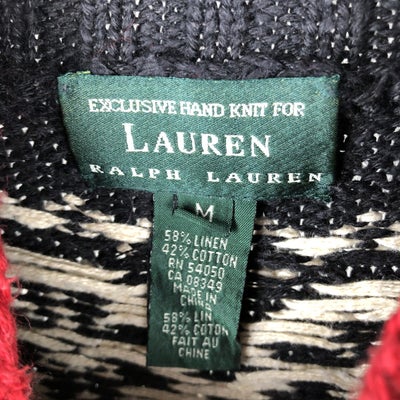 EXCLUSIVE HAND KNIT FOR
LAUREN
RALPH LAUREN
M
58% LINEN
42% COTTON
RN 54050
CA 08349
MADE IN
CHINA
58% LIN
42% COTON
FAIT AU
CHINE